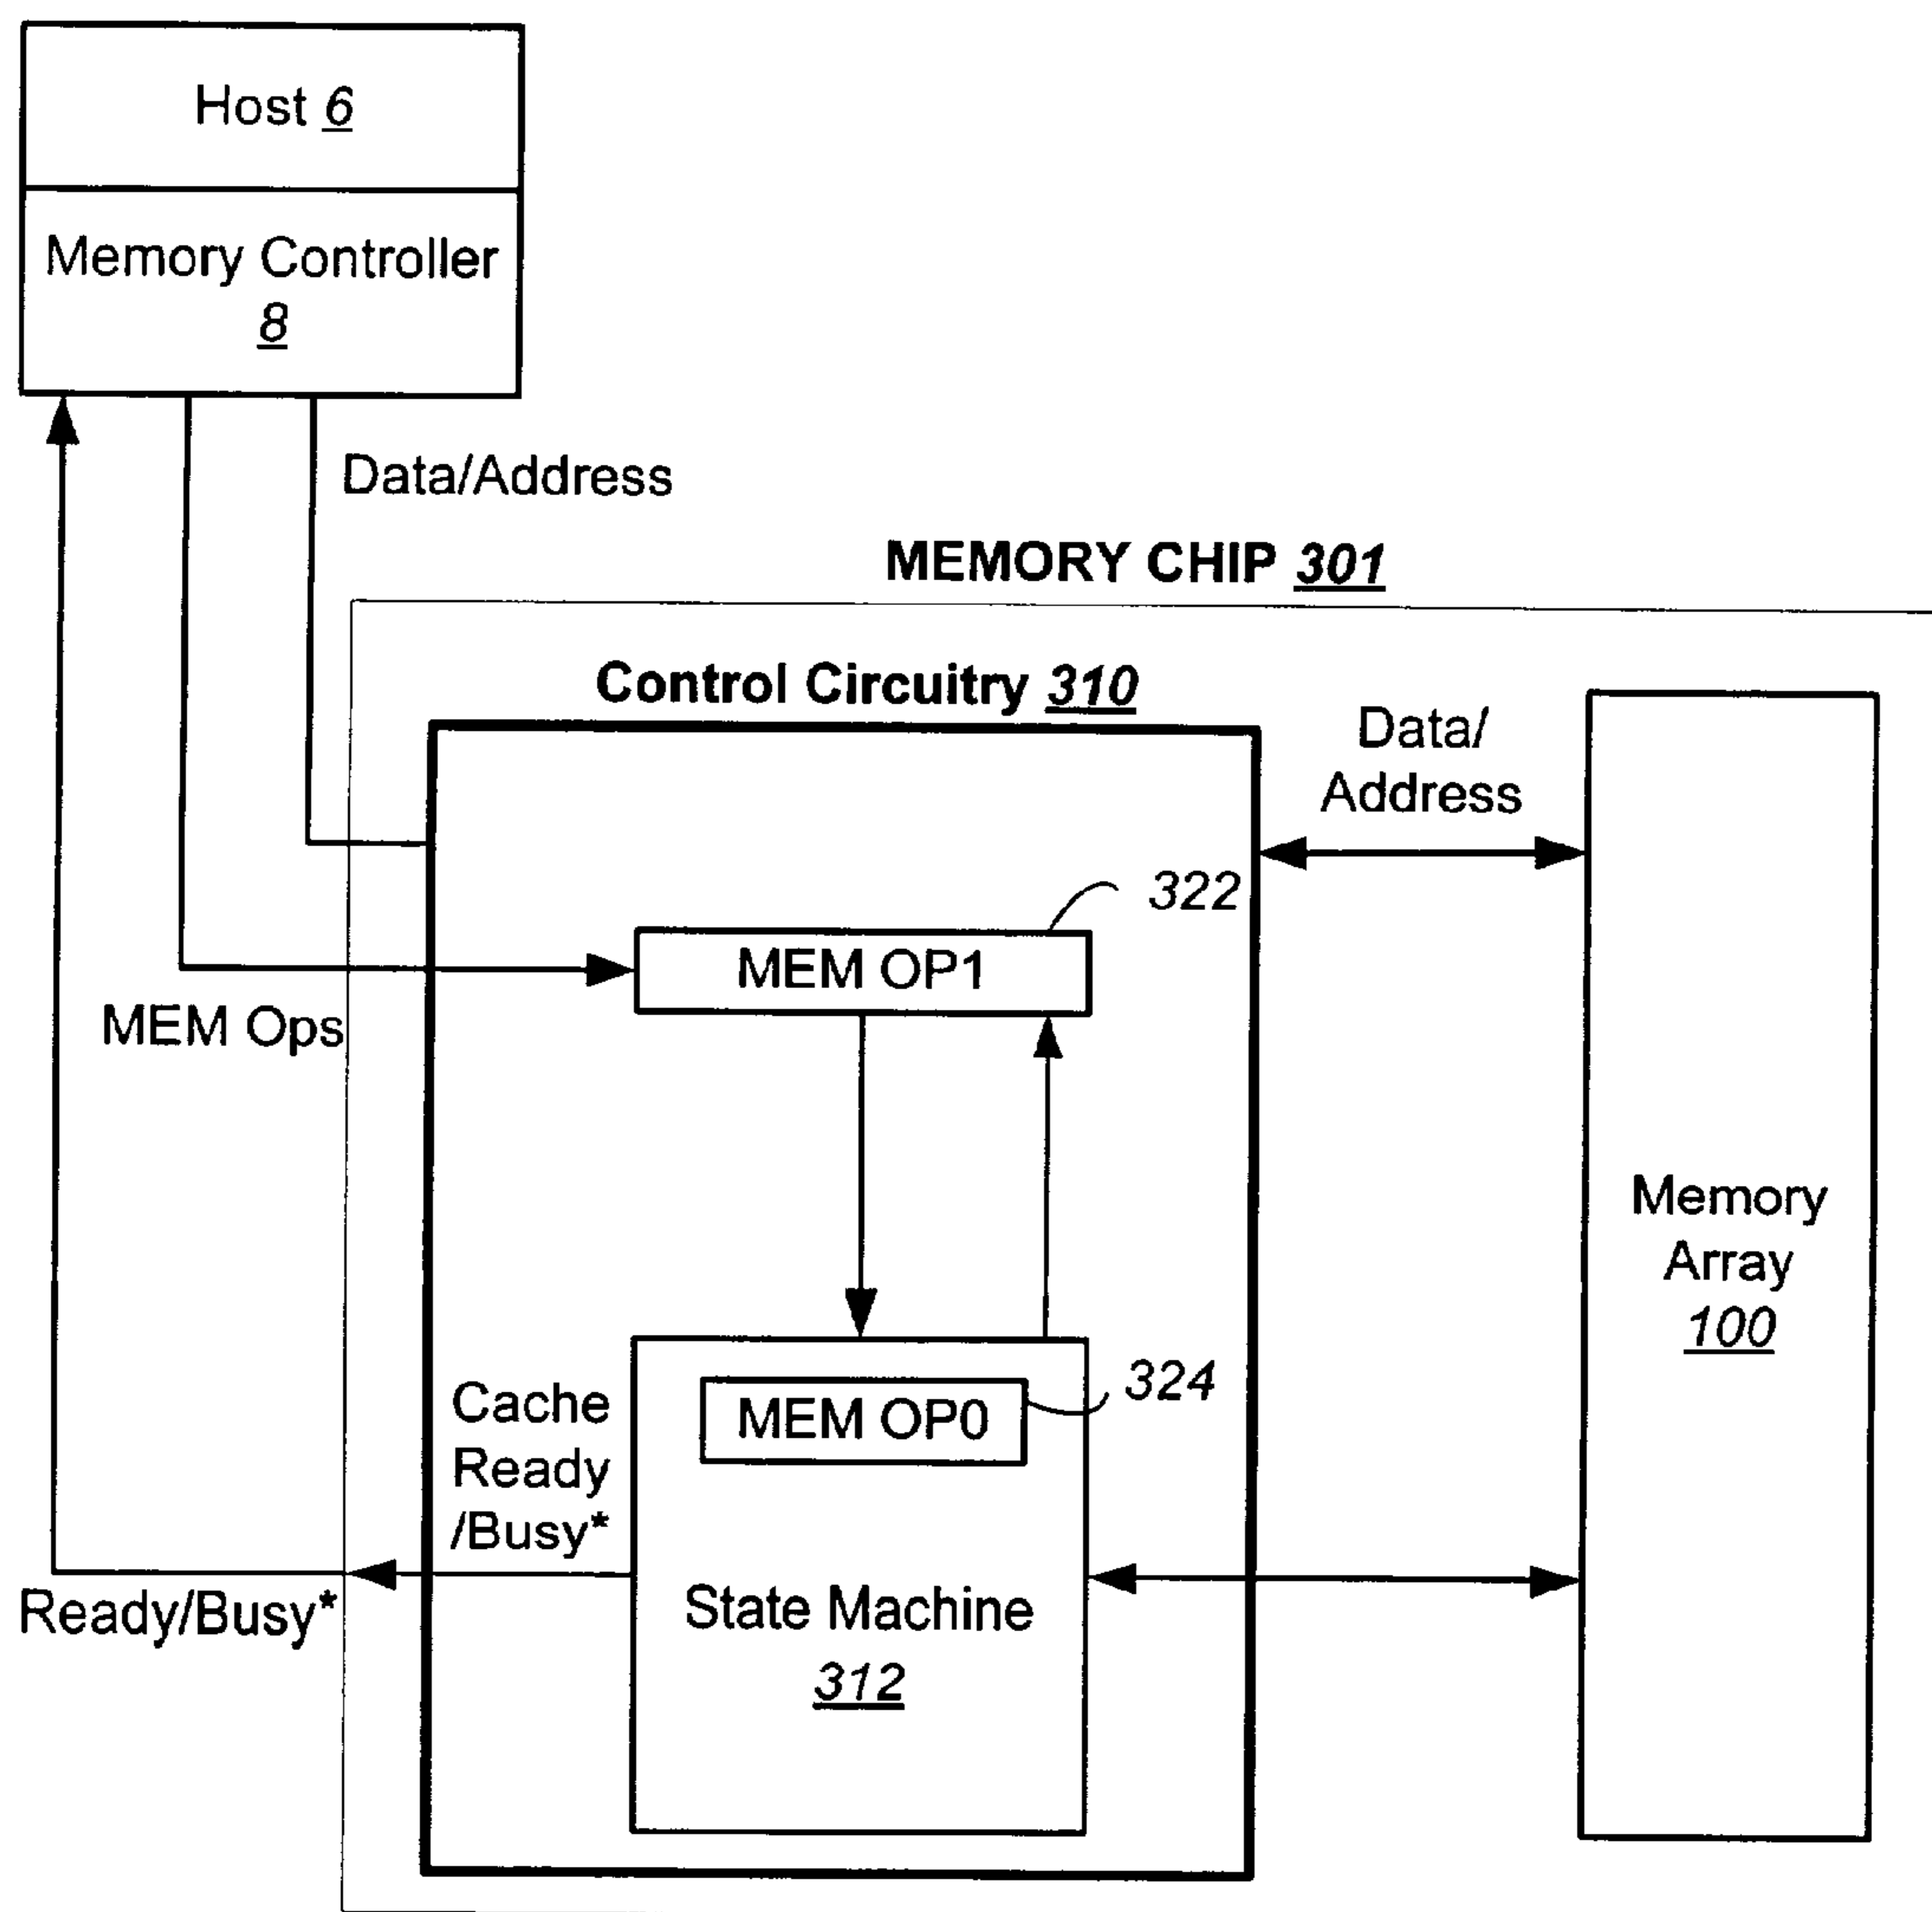 Host 6
Memory Controller
8
Data/Address
MEMORY CHIP 301
Control Circuitry 310
Data/
Address
322
MEM OP1
MEM Ops
Memory
Array
100
324
MEM OP0
Cache
Ready
/Busy*
Ready/Busy*
State Machine
312